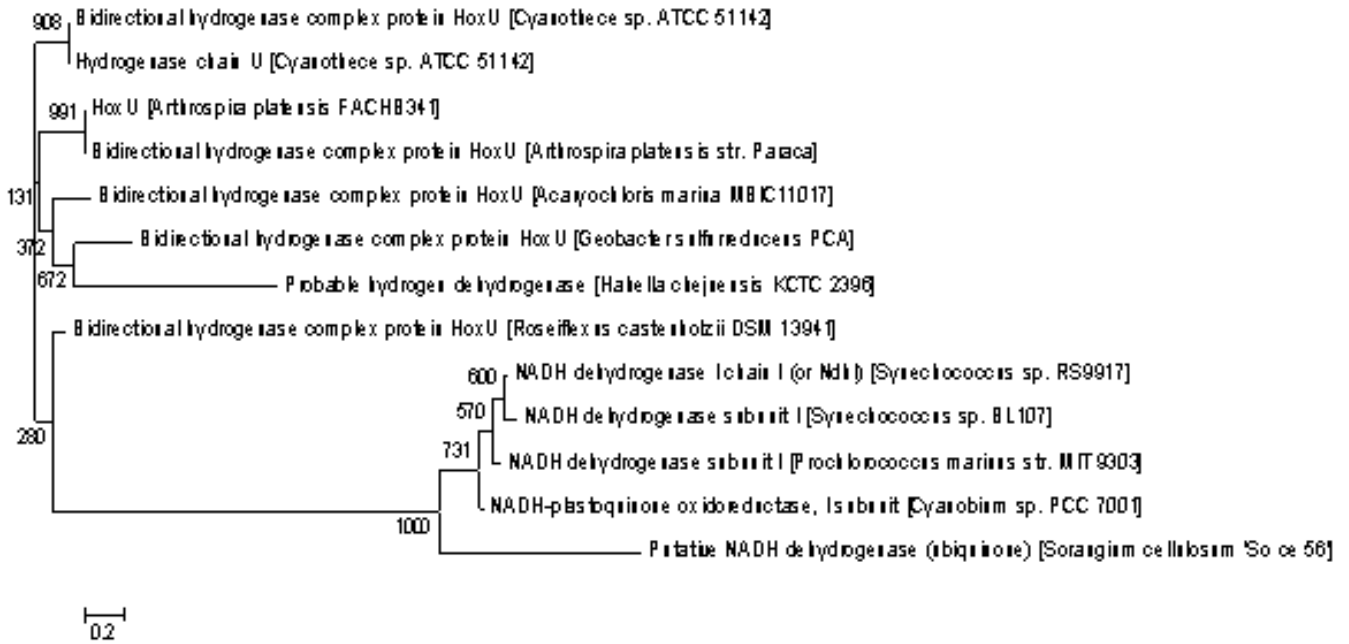 908
Bidirectional hydrogenase complex protein HoxU [Cyanothece sp. ATCC 51142]
Hydrogenase chain U [Cyanothece sp. ATCC 51142]
991
HoxU [Arthrospira platensis FACHB341]
Bidirectional hydrogenase complex protein HoxU [Arthrospira platensis str. Paraca]
131
Bidirectional hydrogenase complex protein HoxU [Acaryochloris marina MBIC11017]
372
Bidirectional hydrogenase complex protein HoxU [Geobacter sulfurreducens PCA]
672
Probable hydrogen dehydrogenase [Hahella chejuensis KCTC 2396]
Bidirectional hydrogenase complex protein HoxU [Roseiflexus castenholzii DSM 13941]
600
NADH dehydrogenase I chain I (or NdhI) [Synechococcus sp. RS9917]
570
NADH dehydrogenase subunit I [Synechococcus sp. BL107]
280
731
NADH dehydrogenase subunit I [Prochlorococcus marinus str. MIT 9303]
NADH-plastoquinone oxidoreductase, I subunit [Cyanobium sp. PCC 7001]
1000
Putative NADH dehydrogenase (ubiquinone) [Sorangium cellulosum 'So ce 56']
0.2